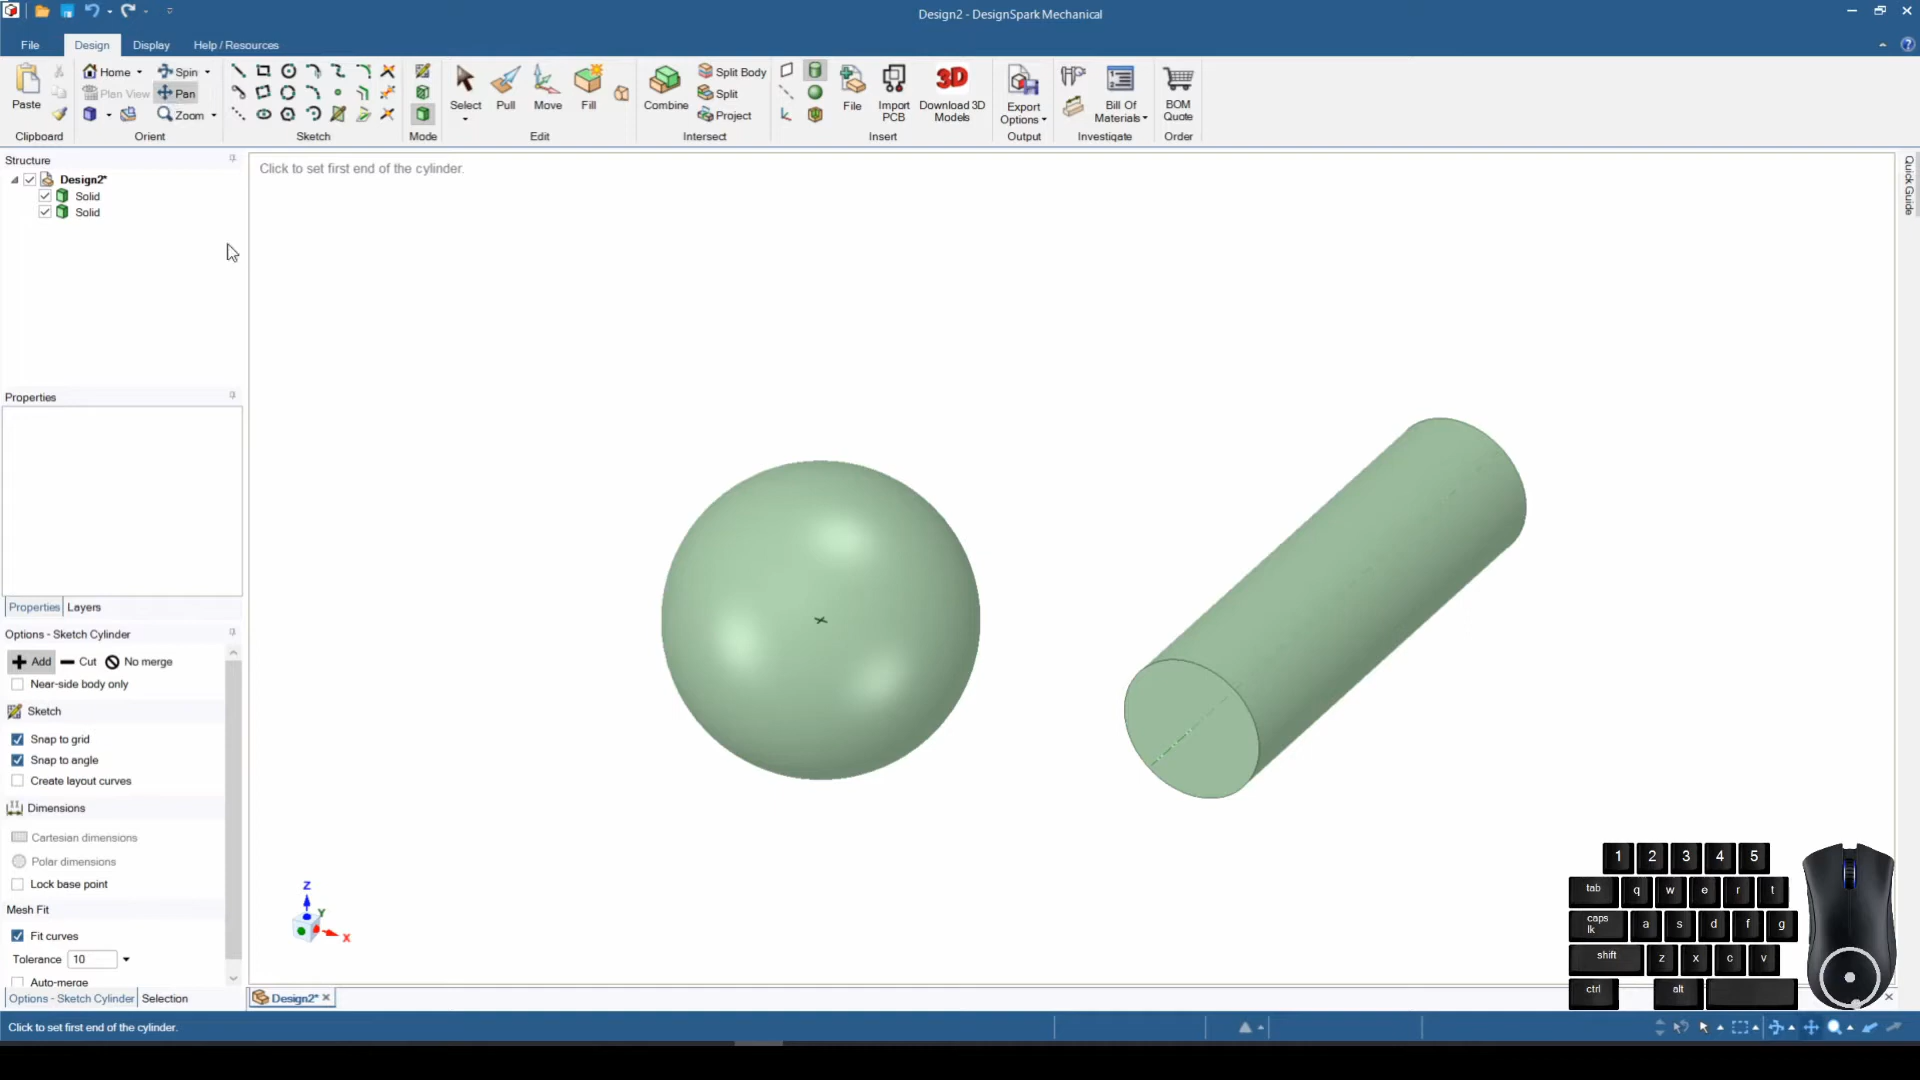 Design2 - DesignSpark Mechanical
File Design Display Help / Resources
Paste
Home
Plan View
Spin
Pan
Zoom
Select
Pull
Move
Fill
Combine
Split Body
Split
Project
File
Import PCB
Download 3D Models
3D
Export Options
Bill Of Materials
BOM Quote
Clipboard Orient Sketch Mode Edit Intersect Insert Output Investigate Order
Structure
Design2*
Solid
Solid
Click to set first end of the cylinder.
Quick Guide
Properties
Properties Layers
Options - Sketch Cylinder
Add Cut No merge
Near-side body only
Sketch
Snap to grid
Snap to angle
Create layout curves
Dimensions
Cartesian dimensions
Polar dimensions
Lock base point
Mesh Fit
Fit curves
Tolerance 10
Auto-merge
Options - Sketch Cylinder Selection
Z
Y
X
Design2*
1 2 3 4 5
tab q w e r t
caps lk a s d f g
shift z x c v
ctrl alt
Click to set first end of the cylinder.